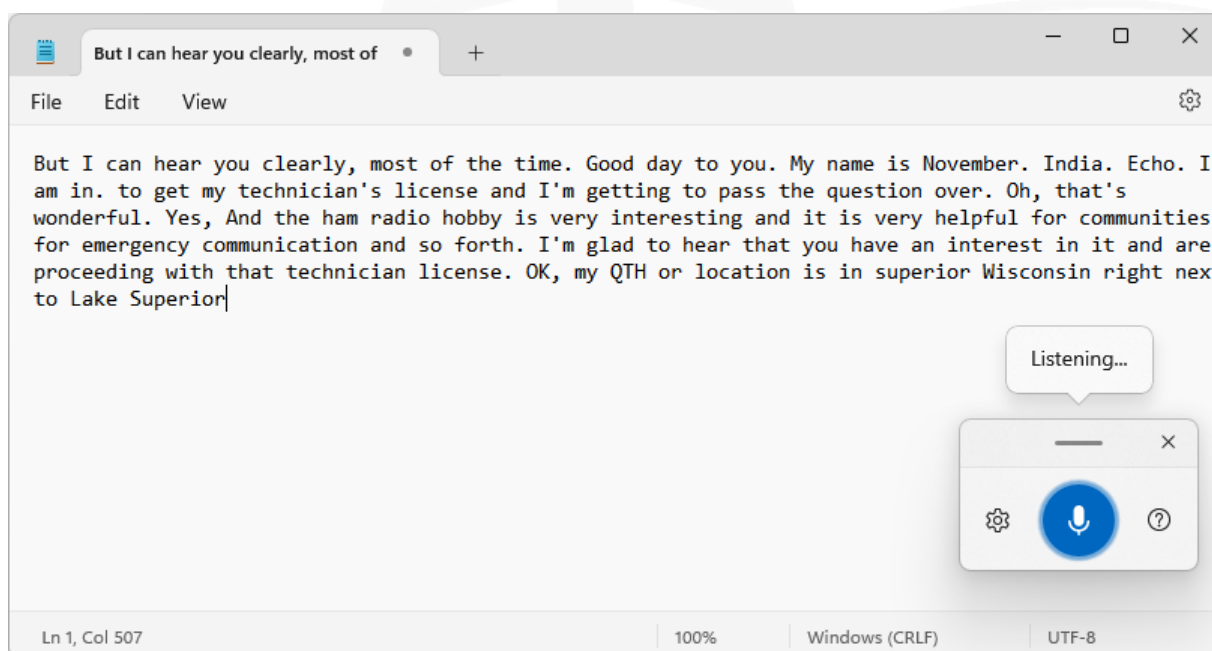 But I can hear you clearly, most of
File Edit View
But I can hear you clearly, most of the time. Good day to you. My name is November. India. Echo. I
am in. to get my technician's license and I'm getting to pass the question over. Oh, that's
wonderful. Yes, And the ham radio hobby is very interesting and it is very helpful for communities
for emergency communication and so forth. I'm glad to hear that you have an interest in it and are
proceeding with that technician license. OK, my QTH or location is in superior Wisconsin right nex
to Lake Superior
Listening...
Ln 1, Col 507 100% Windows (CRLF) UTF-8